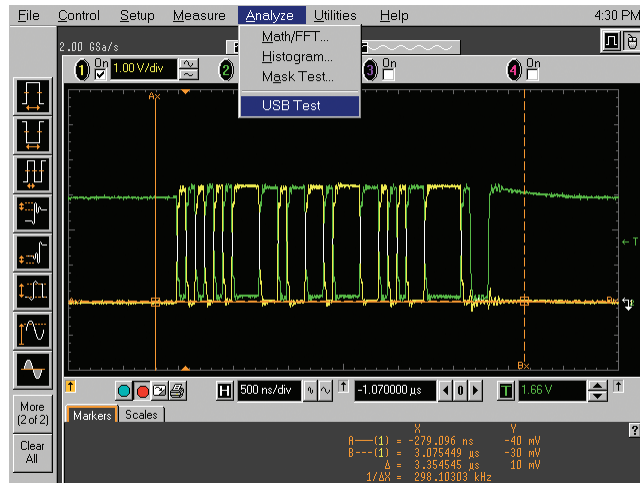 File Control Setup Measure Analyze Utilities Help 4:30 PM
2.00 GSa/s
Math/FFT...
Histogram...
Mask Test...
USB Test
1 On 1.00 V/div 2 3 On 4 On
Ax
T
Bx
H 500 ns/div -1.070000 µs 0 T 1.66 V
More
(2 of 2)
Clear
All
Markers Scales
?
X Y
A---(1) = -279.096 ns -40 mV
B---(1) = 3.075449 µs -30 mV
Δ = 3.354545 µs 10 mV
1/ΔX = 298.10303 kHz